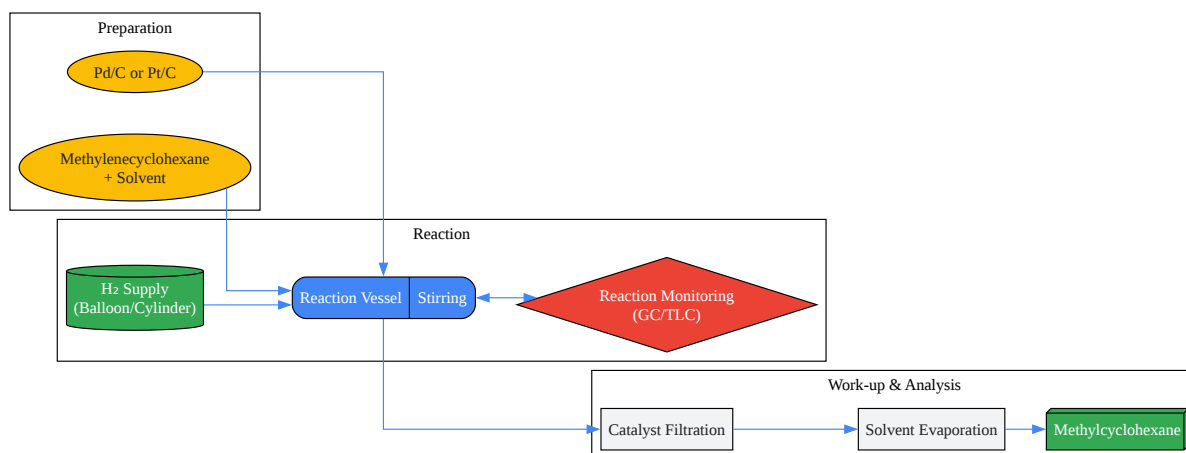 Preparation
Pd/C or Pt/C
Methylenecyclohexane
+ Solvent
Reaction
H₂ Supply
(Balloon/Cylinder)
Reaction Vessel
Stirring
Reaction Monitoring
(GC/TLC)
Work-up & Analysis
Catalyst Filtration
Solvent Evaporation
Methylcyclohexane